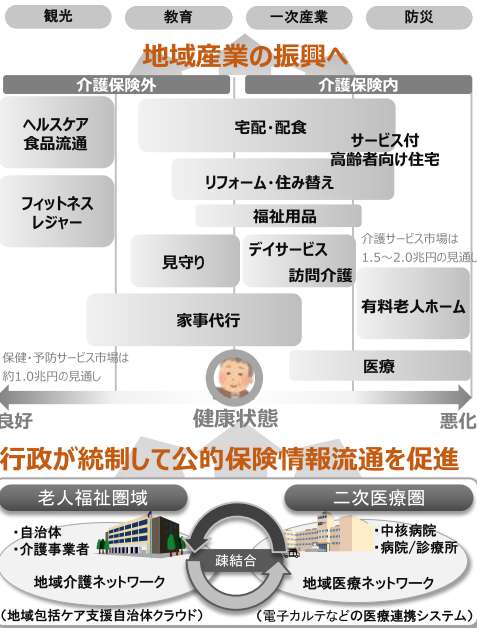 観光
教育
一次産業
防災
地域産業の振興へ
介護保険外
介護保険内
ヘルスケア
食品流通
宅配・配食
サービス付
高齢者向け住宅
リフォーム・住み替え
フィットネス
レジャー
福祉用品
見守り
デイサービス
訪問介護
介護サービス市場は
1.5～2.0兆円の見通し
有料老人ホーム
家事代行
保健・予防サービス市場は
約1.0兆円の見通し
医療
良好
健康状態
悪化
行政が統制して公的保険情報流通を促進
老人福祉圏域
二次医療圏
・自治体
・介護事業者
疎結合
・中核病院
・病院/診療所
地域介護ネットワーク
地域医療ネットワーク
（地域包括ケア支援自治体クラウド）
（電子カルテなどの医療連携システム）